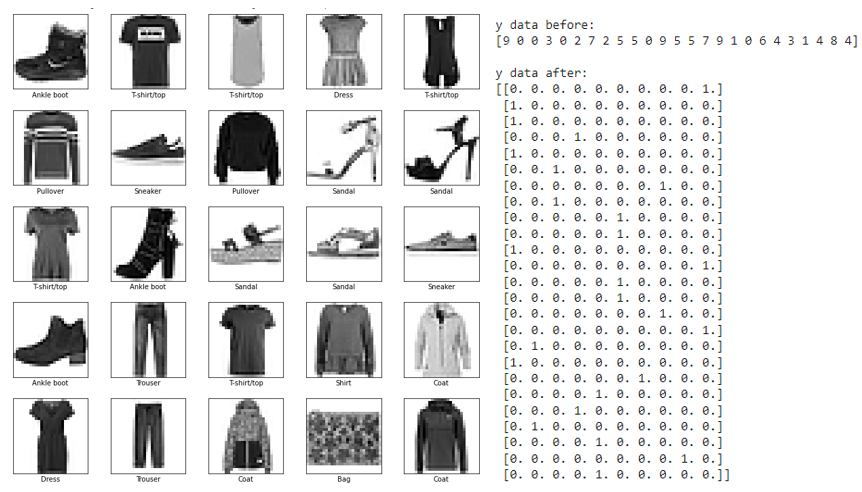 Ankle boot T-shirt/top T-shirt/top Dress T-shirt/top
Pullover Sneaker Pullover Sandal Sandal
T-shirt/top Ankle boot Sandal Sandal Sneaker
Ankle boot Trouser T-shirt/top Shirt Coat
Dress Trouser Coat Bag Coat
y data before:
[9 0 0 3 0 2 7 2 5 5 0 9 5 5 7 9 1 0 6 4 3 1 4 8 4]
y data after:
[[0. 0. 0. 0. 0. 0. 0. 0. 0. 1.]
[1. 0. 0. 0. 0. 0. 0. 0. 0. 0.]
[1. 0. 0. 0. 0. 0. 0. 0. 0. 0.]
[0. 0. 0. 1. 0. 0. 0. 0. 0. 0.]
[1. 0. 0. 0. 0. 0. 0. 0. 0. 0.]
[0. 0. 1. 0. 0. 0. 0. 0. 0. 0.]
[0. 0. 0. 0. 0. 0. 0. 1. 0. 0.]
[0. 0. 1. 0. 0. 0. 0. 0. 0. 0.]
[0. 0. 0. 0. 0. 1. 0. 0. 0. 0.]
[0. 0. 0. 0. 0. 1. 0. 0. 0. 0.]
[1. 0. 0. 0. 0. 0. 0. 0. 0. 0.]
[0. 0. 0. 0. 0. 0. 0. 0. 0. 1.]
[0. 0. 0. 0. 0. 1. 0. 0. 0. 0.]
[0. 0. 0. 0. 0. 1. 0. 0. 0. 0.]
[0. 0. 0. 0. 0. 0. 0. 1. 0. 0.]
[0. 0. 0. 0. 0. 0. 0. 0. 0. 1.]
[0. 1. 0. 0. 0. 0. 0. 0. 0. 0.]
[1. 0. 0. 0. 0. 0. 0. 0. 0. 0.]
[0. 0. 0. 0. 0. 0. 1. 0. 0. 0.]
[0. 0. 0. 0. 1. 0. 0. 0. 0. 0.]
[0. 0. 0. 1. 0. 0. 0. 0. 0. 0.]
[0. 1. 0. 0. 0. 0. 0. 0. 0. 0.]
[0. 0. 0. 0. 1. 0. 0. 0. 0. 0.]
[0. 0. 0. 0. 0. 0. 0. 0. 1. 0.]
[0. 0. 0. 0. 1. 0. 0. 0. 0. 0.]]